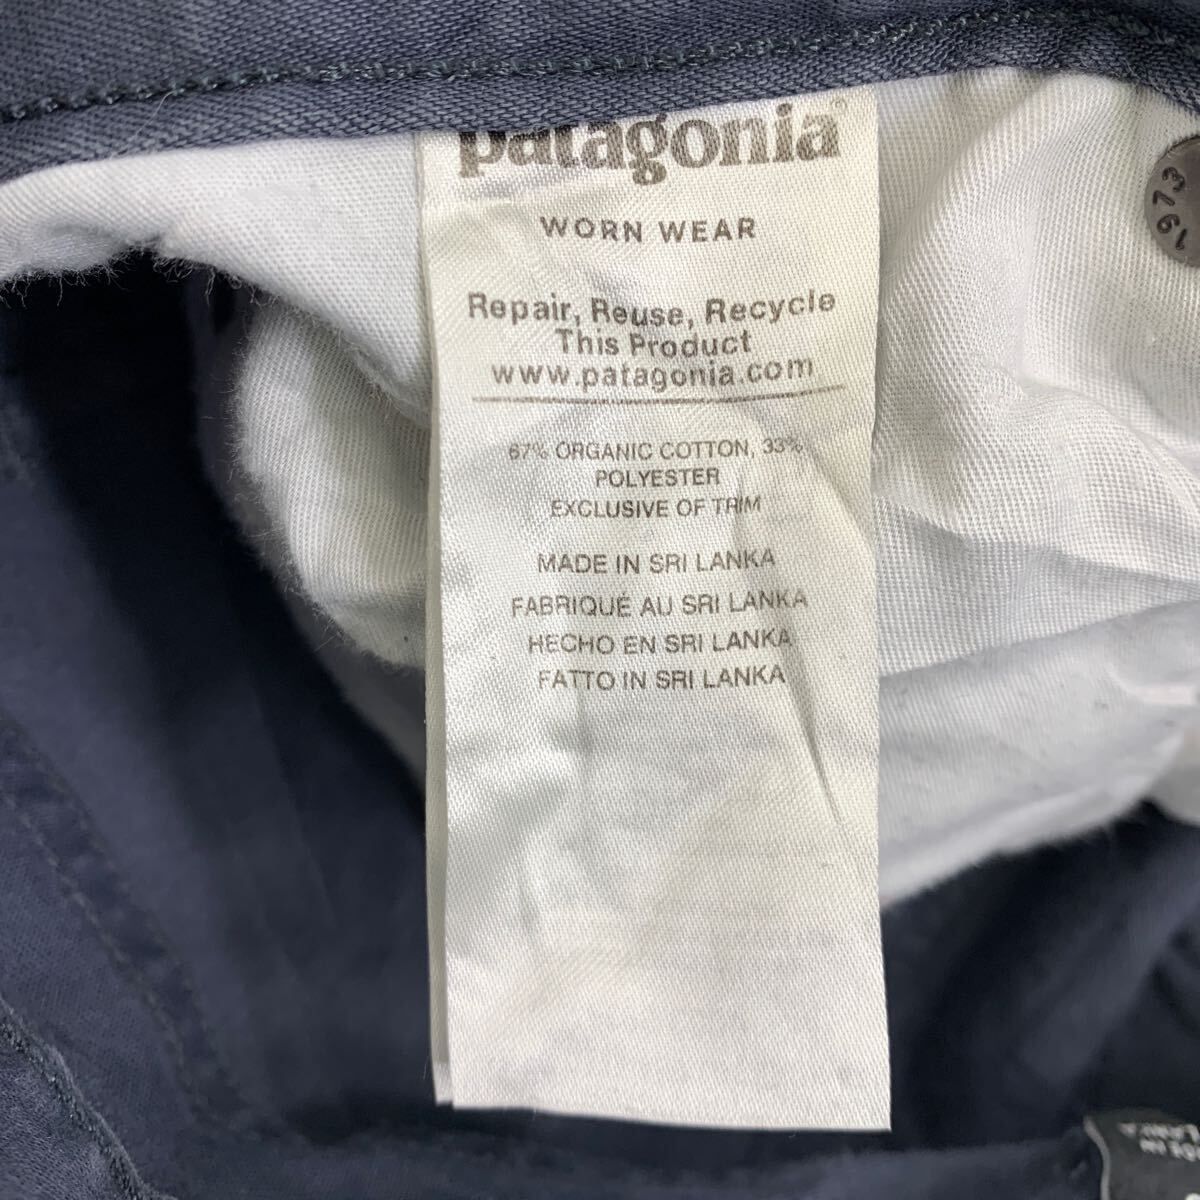 patagonia®
WORN WEAR
Repair, Reuse, Recycle
This Product
www.patagonia.com
67% ORGANIC COTTON, 33%
POLYESTER
EXCLUSIVE OF TRIM
MADE IN SRI LANKA
FABRIQUÉ AU SRI LANKA
HECHO EN SRI LANKA
FATTO IN SRI LANKA
1973